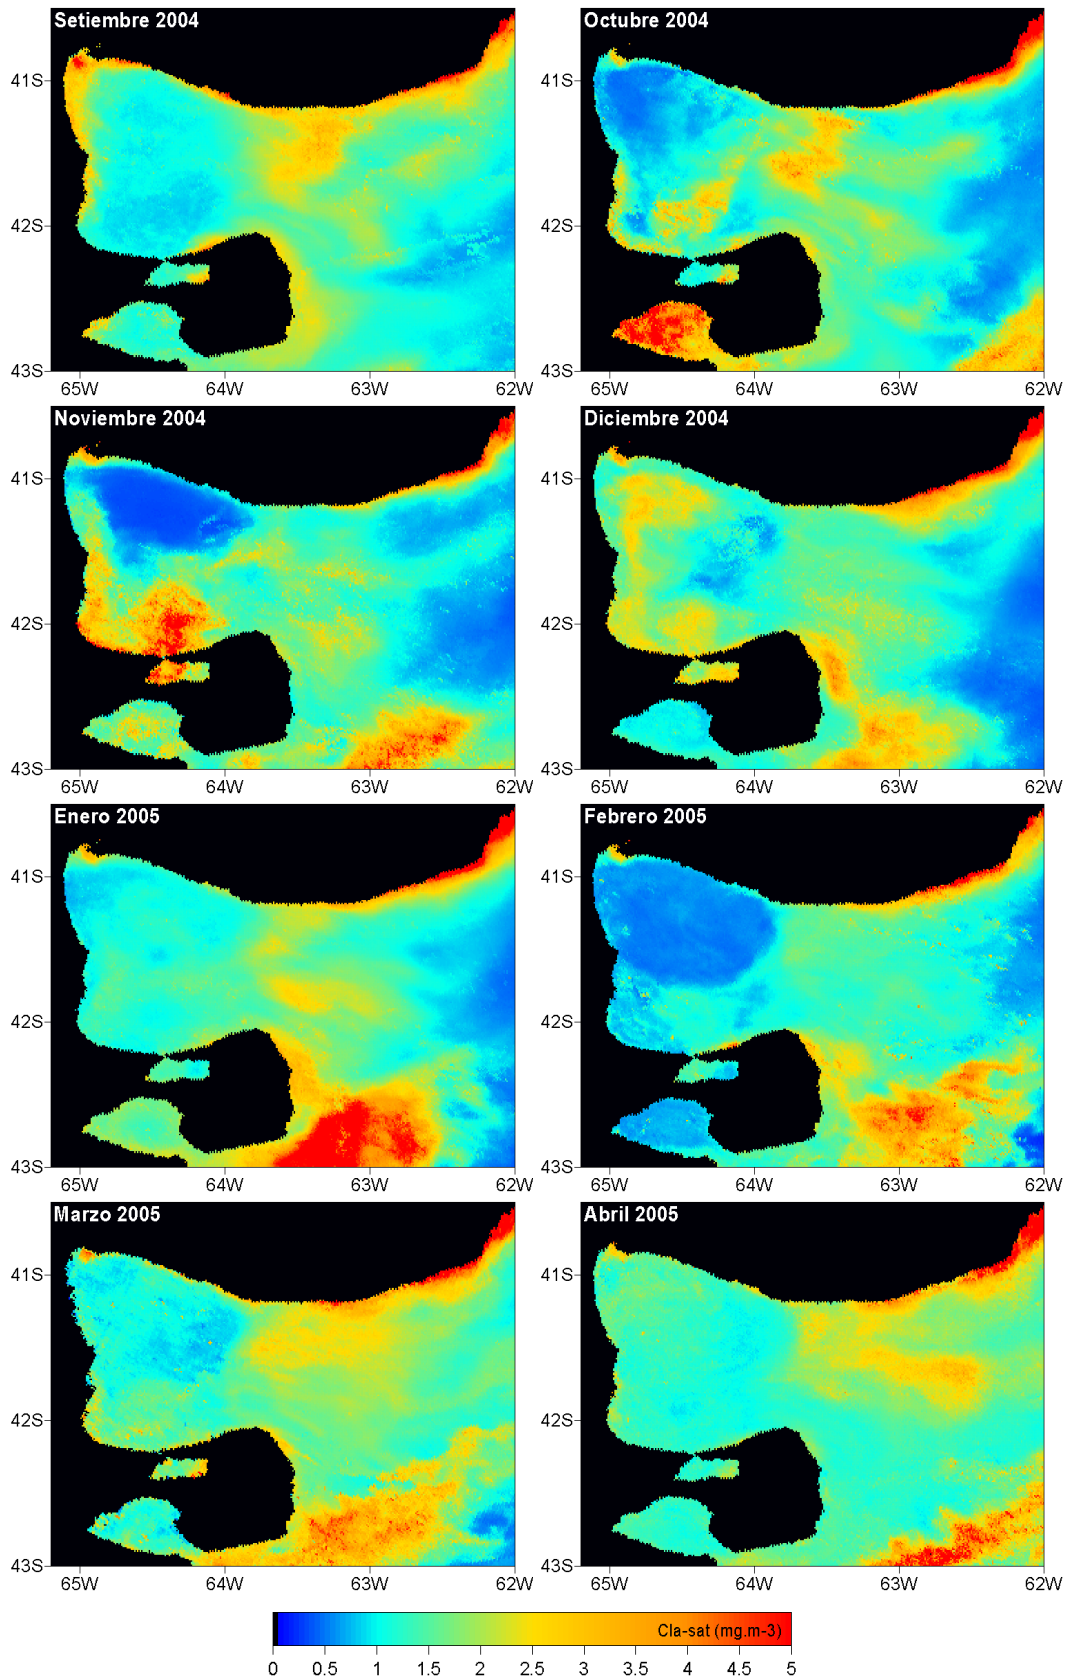 Setiembre 2004
Octubre 2004
41S
42S
43S
65W 64W 63W 62W
41S
42S
43S
65W 64W 63W 62W
Noviembre 2004
Diciembre 2004
41S
42S
43S
65W 64W 63W 62W
41S
42S
43S
65W 64W 63W 62W
Enero 2005
Febrero 2005
41S
42S
43S
65W 64W 63W 62W
41S
42S
43S
65W 64W 63W 62W
Marzo 2005
Abril 2005
41S
42S
43S
65W 64W 63W 62W
41S
42S
43S
65W 64W 63W 62W
Cla-sat (mg.m-3)
0 0.5 1 1.5 2 2.5 3 3.5 4 4.5 5